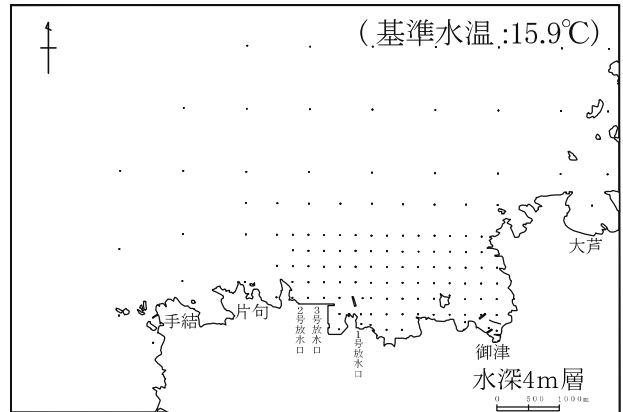 (基準水温:15.9℃)
大芦
手結
片句
2号放水口
3号放水口
1号放水口
御津
水深4m層
0 500 1000m